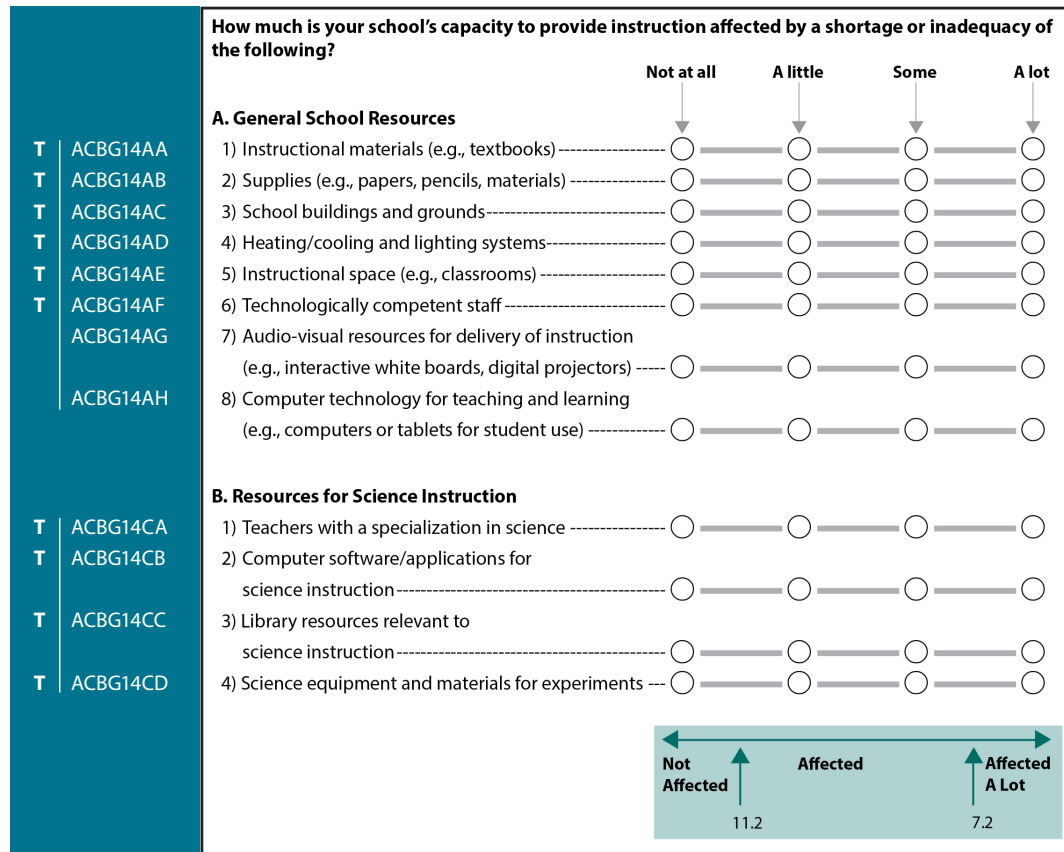 How much is your school's capacity to provide instruction affected by a shortage or inadequacy of
the following?
Not at all A little Some A lot
A. General School Resources
T ACBG14AA 1) Instructional materials (e.g., textbooks)
T ACBG14AB 2) Supplies (e.g., papers, pencils, materials)
T ACBG14AC 3) School buildings and grounds
T ACBG14AD 4) Heating/cooling and lighting systems
T ACBG14AE 5) Instructional space (e.g., classrooms)
T ACBG14AF 6) Technologically competent staff
ACBG14AG 7) Audio-visual resources for delivery of instruction
(e.g., interactive white boards, digital projectors)
ACBG14AH 8) Computer technology for teaching and learning
(e.g., computers or tablets for student use)
B. Resources for Science Instruction
T ACBG14CA 1) Teachers with a specialization in science
T ACBG14CB 2) Computer software/applications for
science instruction
T ACBG14CC 3) Library resources relevant to
science instruction
T ACBG14CD 4) Science equipment and materials for experiments
Not Affected Affected
Affected A Lot
11.2 7.2